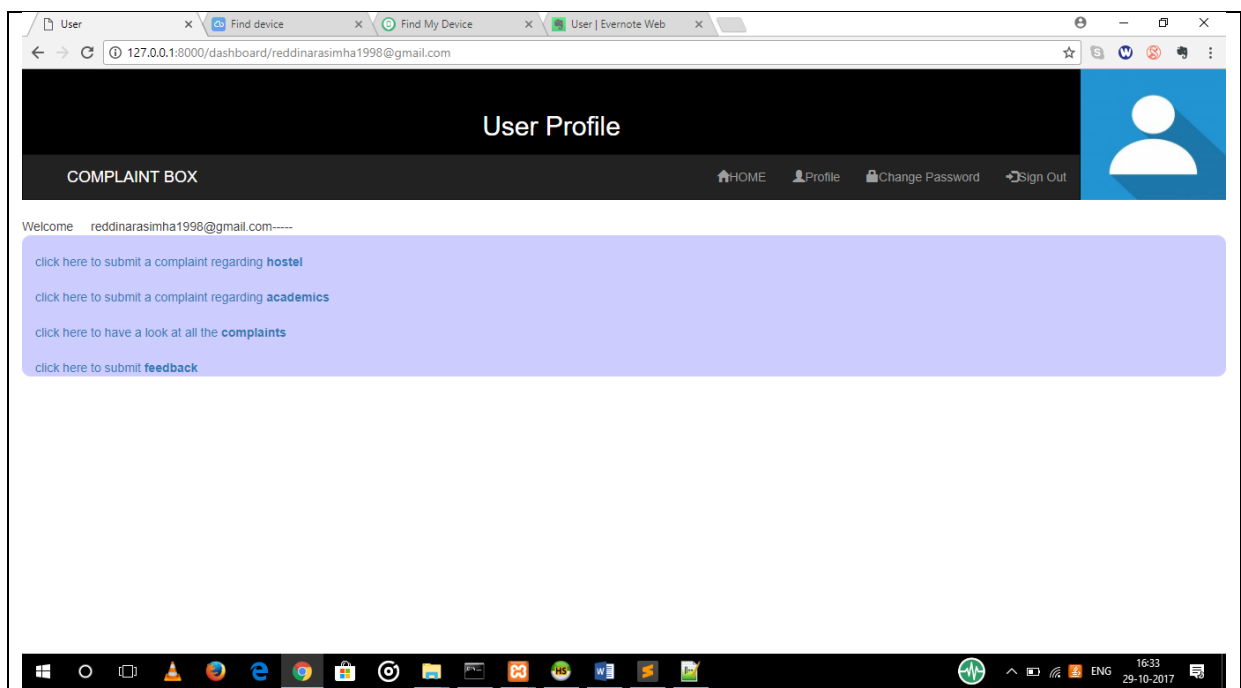 User
Find device
Find My Device
User | Evernote Web
127.0.0.1:8000/dashboard/reddinarasimha1998@gmail.com
User Profile
COMPLAINT BOX HOME Profile Change Password Sign Out
Welcome reddinarasimha1998@gmail.com-----
click here to submit a complaint regarding hostel
click here to submit a complaint regarding academics
click here to have a look at all the complaints
click here to submit feedback
ENG
16:33
29-10-2017